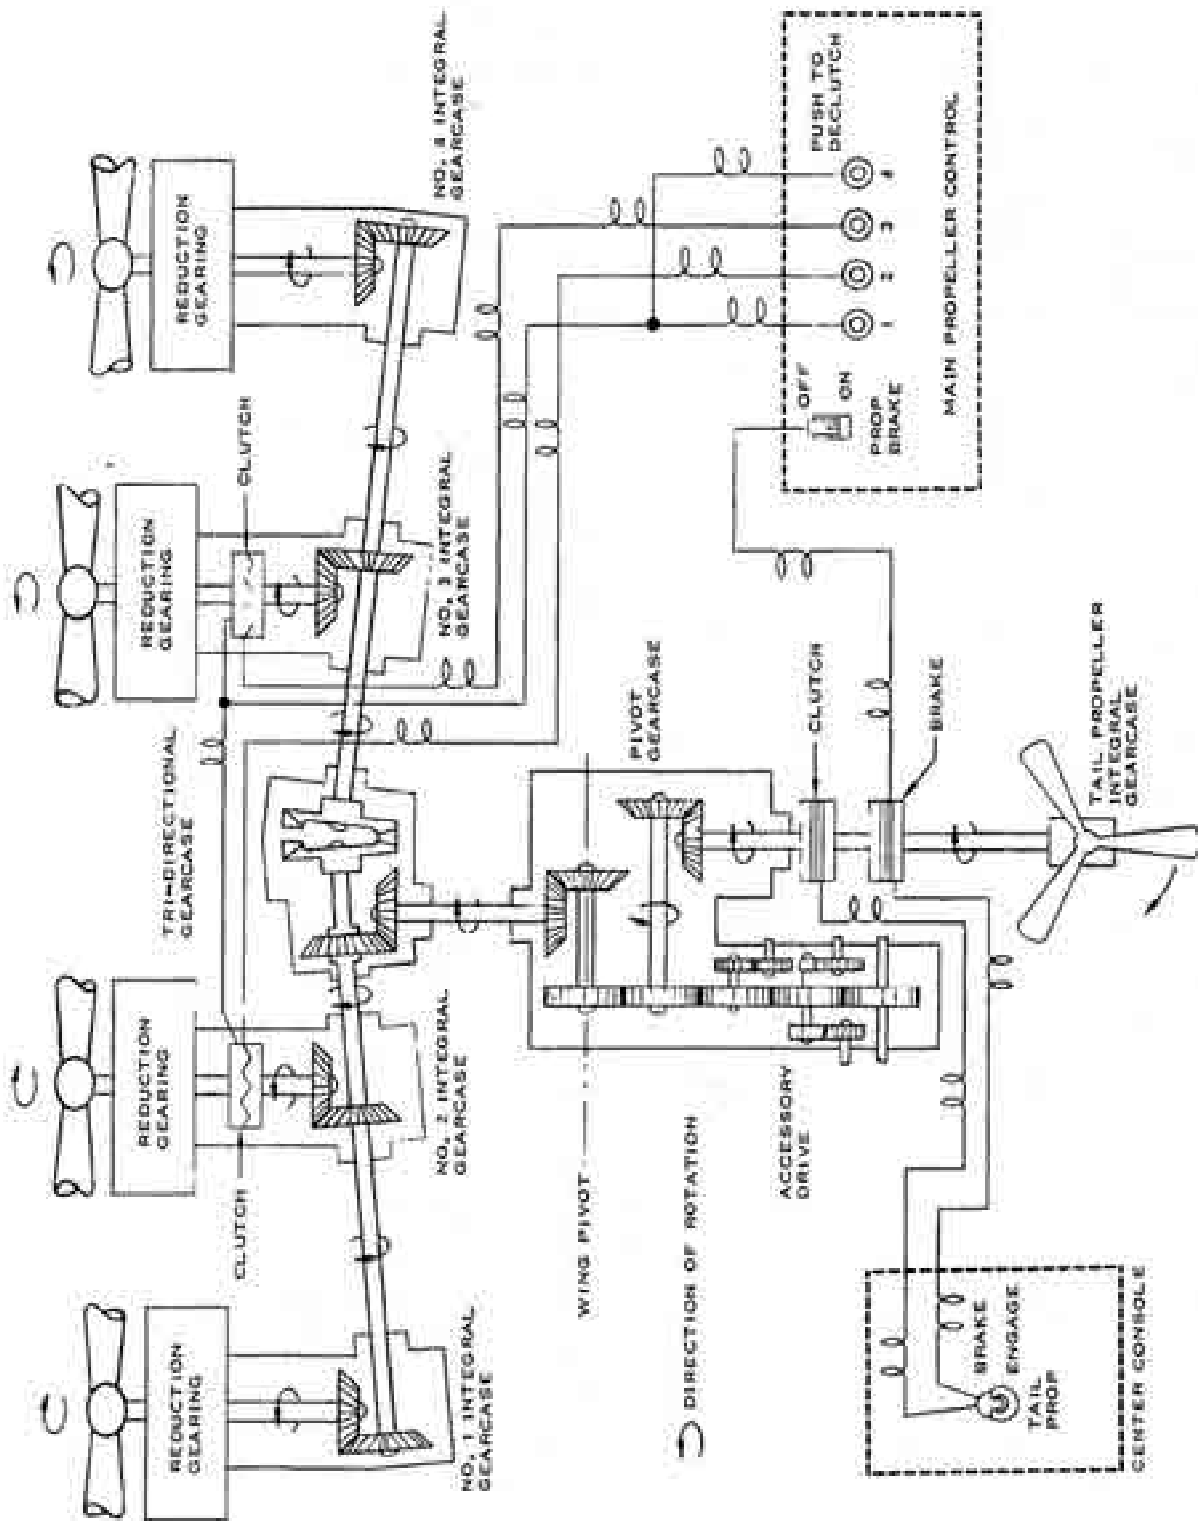 REDUCTION
GEARING
NO. 1 INTEGRAL
GEARCASE
REDUCTION
GEARING
CLUTCH
NO. 2 INTEGRAL
GEARCASE
TRI-DIRECTIONAL
GEARCASE
REDUCTION
GEARING
CLUTCH
NO. 3 INTEGRAL
GEARCASE
REDUCTION
GEARING
NO. 4 INTEGRAL
GEARCASE
WING PIVOT
PIVOT
GEARCASE
DIRECTION OF ROTATION
ACCESSORY
DRIVE
CLUTCH
BRAKE
TAIL PROPELLER
INTEGRAL
GEARCASE
PUSH TO
DECLUTCH
1 2 3 4
OFF
ON
PROP
BRAKE
MAIN PROPELLER CONTROL
BRAKE
ENGAGE
TAIL
PROP
CENTER CONSOLE